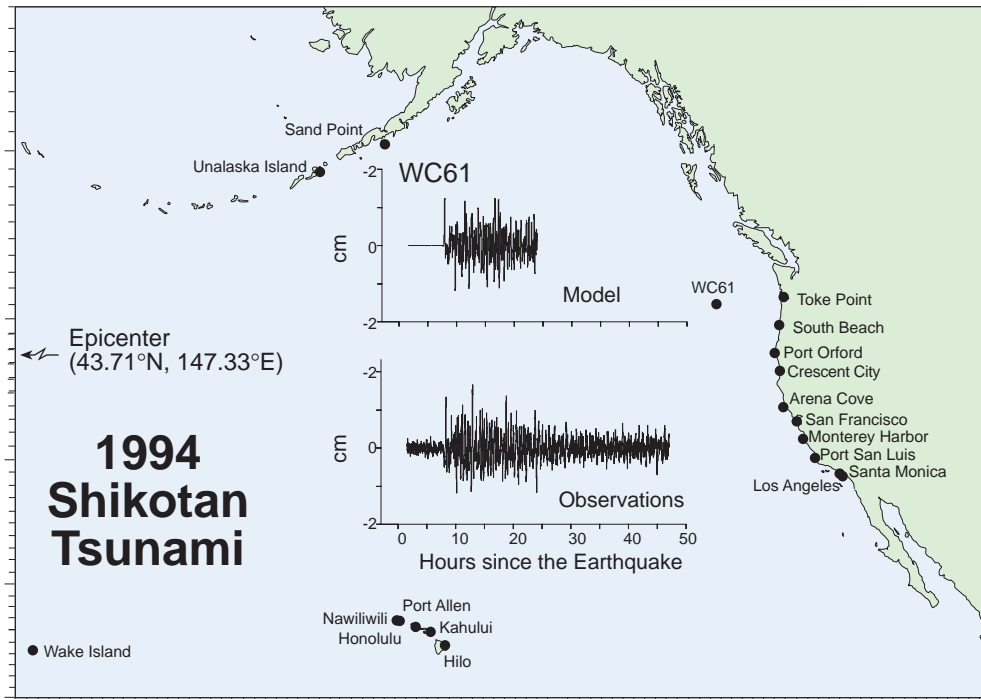 Sand Point
Unalaska Island
WC61
-2
0
-2
cm
Model
WC61
Toke Point
South Beach
Port Orford
Crescent City
Arena Cove
San Francisco
Monterey Harbor
Port San Luis
Santa Monica
Los Angeles
Epicenter
(43.71°N, 147.33°E)
1994
Shikotan
Tsunami
-2
0
-2
cm
Observations
0 10 20 30 40 50
Hours since the Earthquake
Port Allen
Nawiliwili
Honolulu
Kahului
Hilo
Wake Island